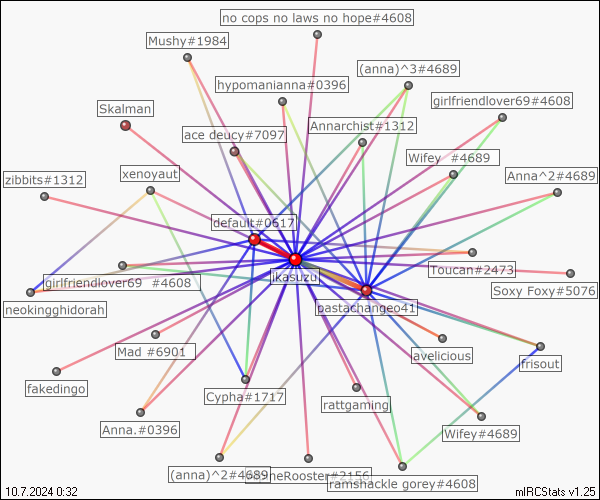 no cops no laws no hope#4608
Mushy#1984
(anna)^3#4689
hypomanianna#0396
girlfriendlover69#4608
Skalman
ace deucy#7097
Annarchist#1312
Wifey #4689
zibbits#1312
xenoyaut
Anna^2#4689
default#0617
girlfriendlover69 #4608
ikasuzu
Toucan#2473
Soxy Foxy#5076
neokingghidorah
pastachangeo41
Mad #6901
avelicious
frisout
fakedingo
Cypha#1717
rattgaming
Anna.#0396
Wifey#4689
(anna)^2#4689
ramshackle gorey#4608
10.7.2024 0:32
mIRCStats v1.25